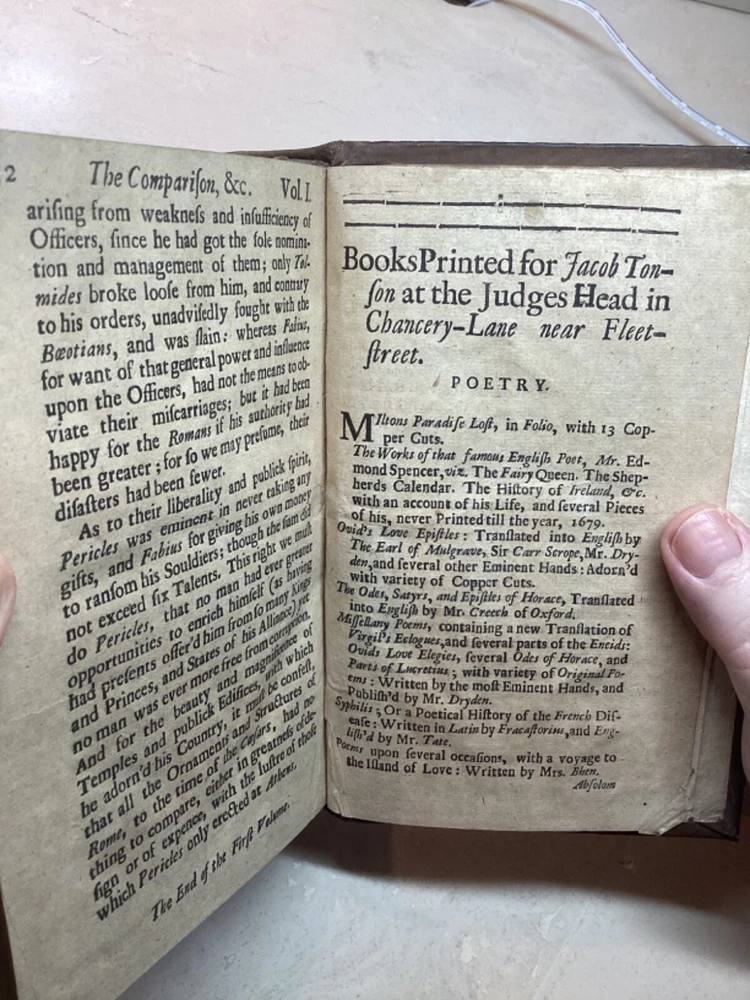 2 The Compariſon, &c. Vol. I.
ariſing from weakneſs and inſufficiency of
Officers, ſince he had got the ſole nomina-
tion and management of them; only Tol-
mides broke looſe from him, and contrary
to his orders, unadviſedly fought with the
Bœotians, and was ſlain: whereas Fabius,
for want of that general power and influence
upon the Officers, had not the means to ob-
viate their miſcarriages; but it had been
happy for the Romans if his authority had
been greater; for ſo we may preſume, their
diſaſters had been fewer.
As to their liberality and publick ſpirit,
Pericles was eminent in never taking any
gifts, and Fabius for giving his own money
to ranſom his Souldiers; though the ſum did
not exceed ſix Talents. This right we muſt
do Pericles, that no man had ever greater
opportunities to enrich himſelf (as having
had preſents offer'd him from ſo many Kings
and Princes, and States of his Alliance) yet
no man was ever more free from corruption.
And for the beauty and magnificence of
Temples and publick Edifices, with which
he adorn'd his Country, it muſt be confeſt,
that all the Ornaments and Structures of
Rome, to the time of the Cæſars, had no
thing to compare, either in greatneſs of de-
ſign or of expence, with the luſtre of thoſe
which Pericles only erected at Athens.
The End of the Firſt Volume.
Books Printed for Jacob Ton-
ſon at the Judges Head in
Chancery-Lane near Fleet-
ſtreet.
POETRY.
MIltons Paradiſe Loſt, in Folio, with 13 Cop-
per Cuts.
The Works of that famous Engliſh Poet, Mr. Ed-
mond Spencer, viz. The Fairy Queen. The Shep-
herds Calendar. The Hiſtory of Ireland, &c.
with an account of his Life, and ſeveral Pieces
of his, never Printed till the year, 1679.
Ovid's Love Epiſtles: Tranſlated into Engliſh by
The Earl of Mulgrave, Sir Carr Scrope, Mr. Dry-
den, and ſeveral other Eminent Hands: Adorn'd
with variety of Copper Cuts.
The Odes, Satyrs, and Epiſtles of Horace, Tranſlated
into Engliſh by Mr. Creech of Oxford.
Miſſellany Poems, containing a new Tranſlation of
Virgil's Eclogues, and ſeveral parts of the Eneids:
Ovids Love Elegies, ſeveral Odes of Horace, and
Parts of Lucretius; with variety of Original Po-
ems: Written by the moſt Eminent Hands, and
Publiſh'd by Mr. Dryden.
Syphilis; Or a Poetical Hiſtory of the French Diſ-
eaſe: Written in Latin by Fracaſtorius, and Eng-
liſh'd by Mr. Tate.
Poems upon ſeveral occaſions, with a voyage to
the Iſland of Love: Written by Mrs. Bhen.
Abſolom